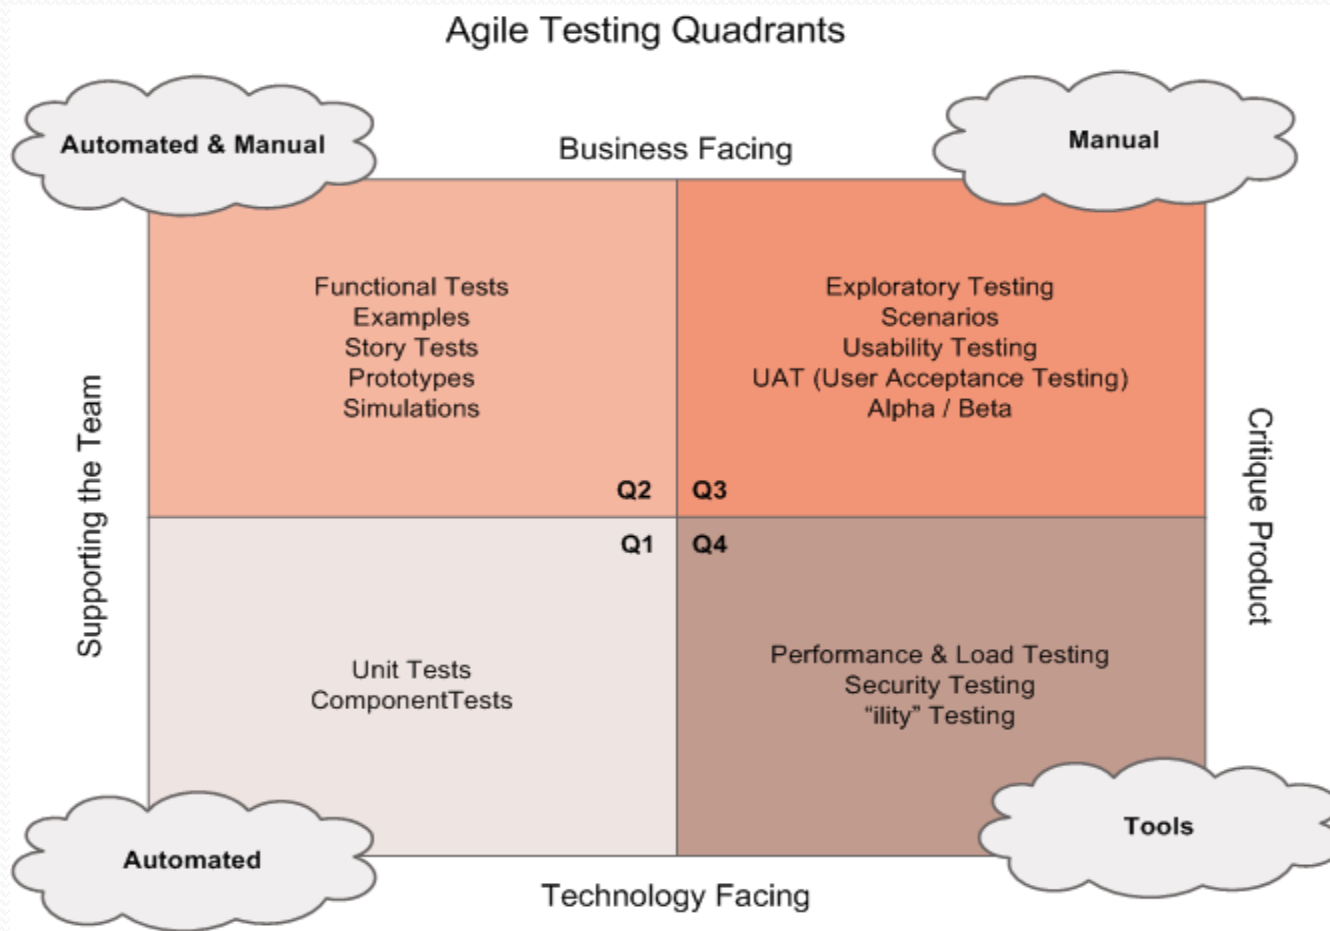 Agile Testing Quadrants
Automated & Manual
Business Facing
Manual
Functional Tests
Examples
Story Tests
Prototypes
Simulations
Q2
Exploratory Testing
Scenarios
Usability Testing
UAT (User Acceptance Testing)
Alpha / Beta
Q3
Supporting the Team
Critique Product
Q1
Unit Tests
ComponentTests
Q4
Performance & Load Testing
Security Testing
“ility” Testing
Automated
Tools
Technology Facing